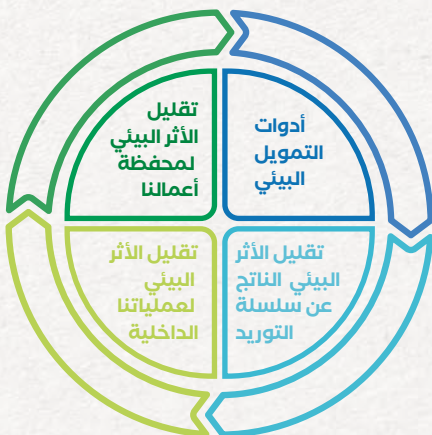 أدوات
التمويل
البيئي
تقليل
الأثر البيئي
لمحفظة
أعمالنا
تقليل الأثر
البيئي الناتج
عن سلسلة
التوريد
تقليل الأثر
البيئي
لعملياتنا
الداخلية